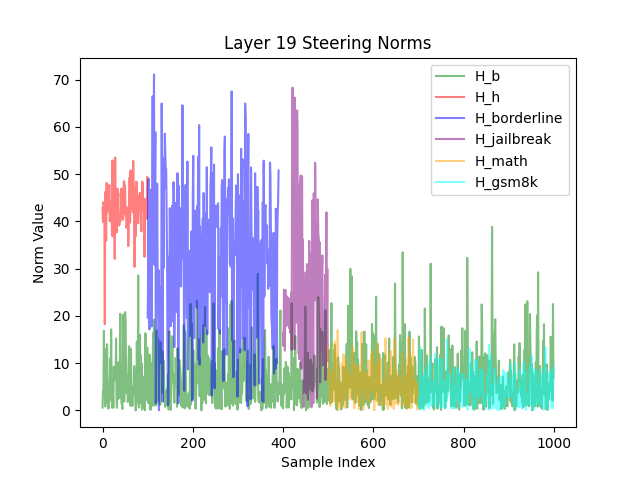 Layer 19 Steering Norms
H_b
H_h
H_borderline
H_jailbreak
H_math
H_gsm8k
Norm Value
70
60
50
40
30
20
10
0
0 200 400 600 800 1000
Sample Index